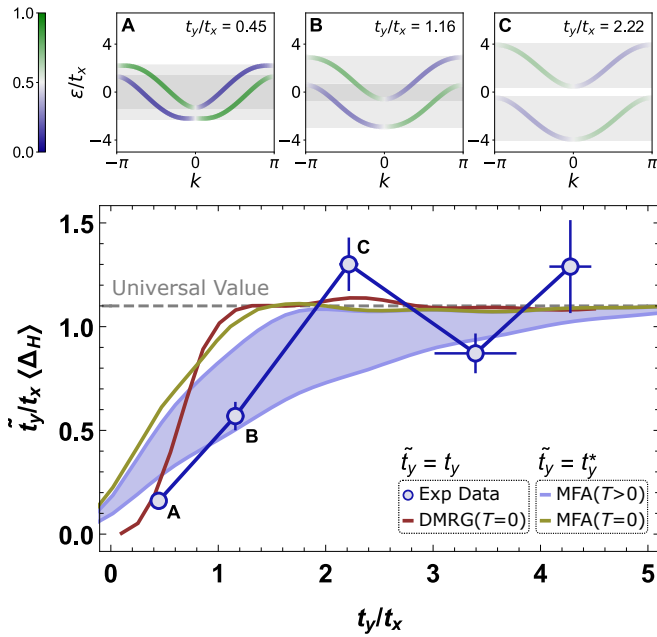 1.0
0.5
0.0
A
t_y/t_x = 0.45
B
t_y/t_x = 1.16
C
t_y/t_x = 2.22
ε/t_x
4
0
−4
−π
0
π
k
−π
0
π
k
−π
0
π
k
1.5
1.0
0.5
0.0
t̃_y/t_x ⟨Δ_H⟩
Universal Value
A
B
C
t̃_y = t_y
t̃_y = t_y^*
Exp Data
MFA(T>0)
DMRG(T=0)
MFA(T=0)
0
1
2
3
4
5
t_y/t_x